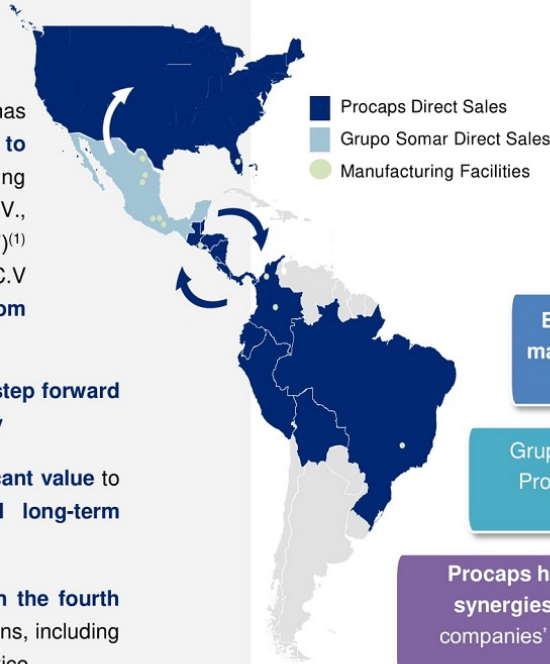 Procaps Direct Sales
Grupo Somar Direct Sales
Manufacturing Facilities
has
to
ng
V.,
)(1)
C.V
om
step forward
y
cant value to
l long-term
n the fourth
ns, including
E
ma
Grup
Pro
Procaps h
synergies
companies'